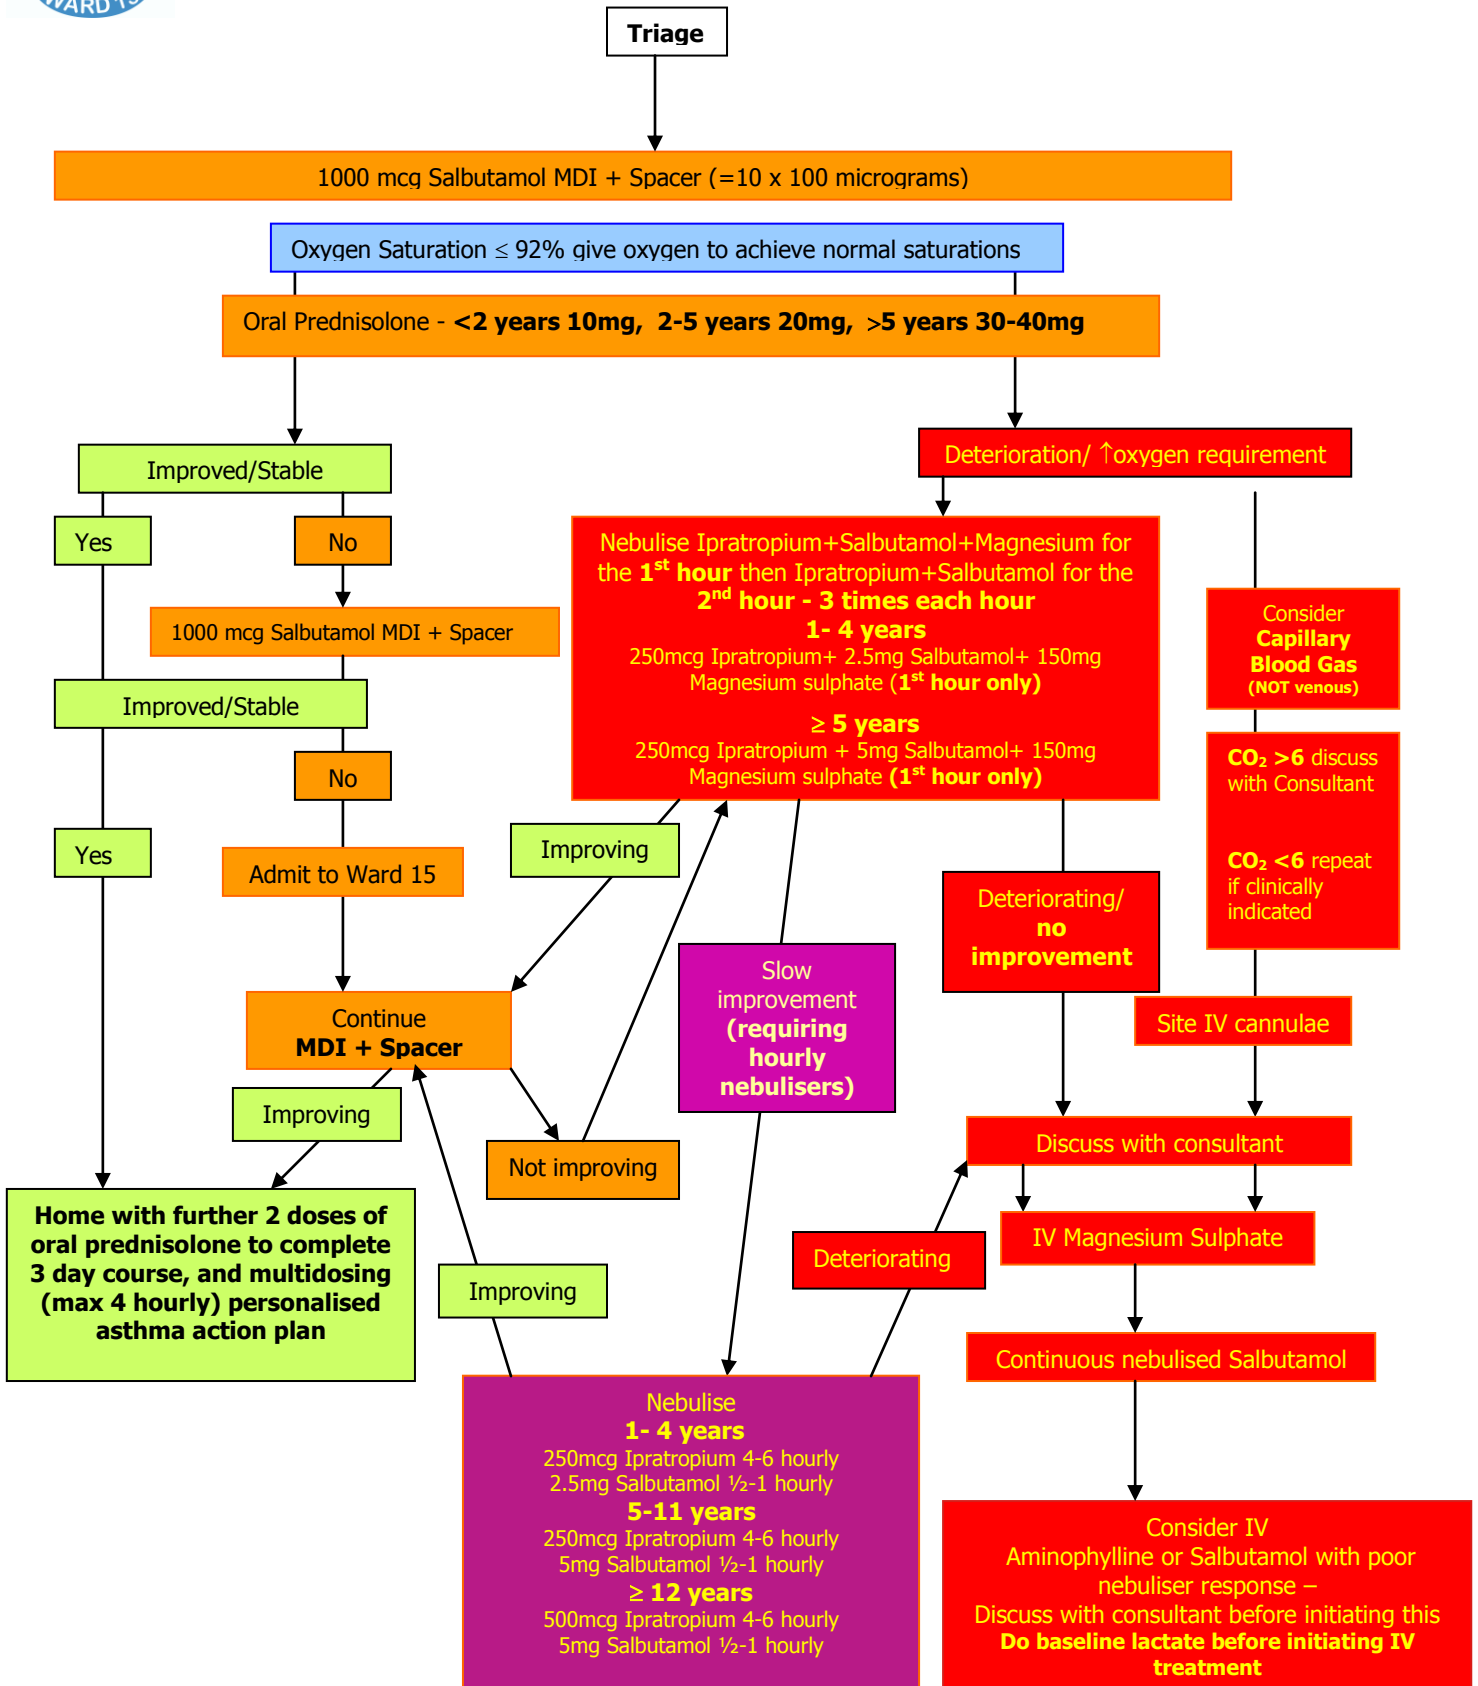 WARD 15
Triage
1000 mcg Salbutamol MDI + Spacer (=10 x 100 micrograms)
Oxygen Saturation ≤ 92% give oxygen to achieve normal saturations
Oral Prednisolone - <2 years 10mg, 2-5 years 20mg, >5 years 30-40mg
Improved/Stable
Deterioration/ ↑oxygen requirement
Yes
No
1000 mcg Salbutamol MDI + Spacer
Improved/Stable
No
Yes
Admit to Ward 15
Nebulise Ipratropium+Salbutamol+Magnesium for
the 1st hour then Ipratropium+Salbutamol for the
2nd hour - 3 times each hour
1- 4 years
250mcg Ipratropium+ 2.5mg Salbutamol+ 150mg
Magnesium sulphate (1st hour only)
≥ 5 years
250mcg Ipratropium + 5mg Salbutamol+ 150mg
Magnesium sulphate (1st hour only)
Consider
Capillary
Blood Gas
(NOT venous)
CO₂ >6 discuss
with Consultant
CO₂ <6 repeat
if clinically
indicated
Improving
Deteriorating/
no
improvement
Slow
improvement
(requiring
hourly
nebulisers)
Continue
MDI + Spacer
Site IV cannulae
Improving
Not improving
Discuss with consultant
Home with further 2 doses of
oral prednisolone to complete
3 day course, and multidosing
(max 4 hourly) personalised
asthma action plan
Improving
Deteriorating
IV Magnesium Sulphate
Continuous nebulised Salbutamol
Nebulise
1- 4 years
250mcg Ipratropium 4-6 hourly
2.5mg Salbutamol ½-1 hourly
5-11 years
250mcg Ipratropium 4-6 hourly
5mg Salbutamol ½-1 hourly
≥ 12 years
500mcg Ipratropium 4-6 hourly
5mg Salbutamol ½-1 hourly
Consider IV
Aminophylline or Salbutamol with poor
nebuliser response –
Discuss with consultant before initiating this
Do baseline lactate before initiating IV
treatment